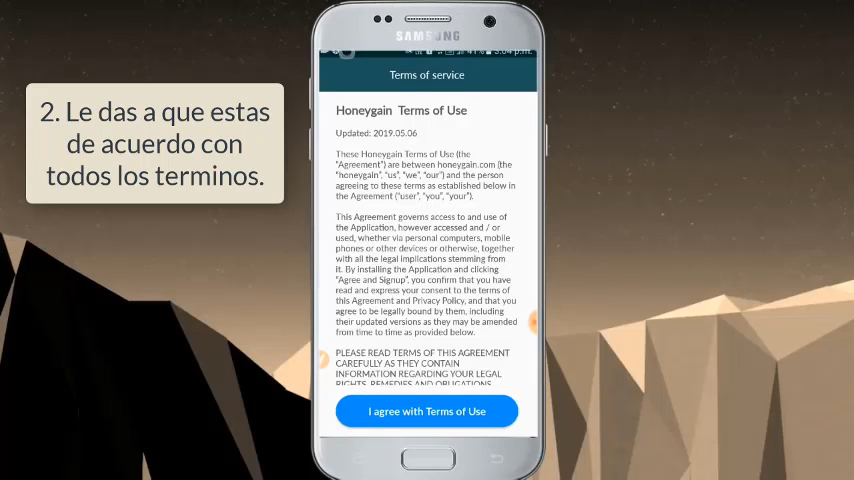 2. Le das a que estas
de acuerdo con
todos los terminos.
SAMSUNG
Terms of service
Honeygain Terms of Use
Updated: 2019.05.06
These Honeygain Terms of Use (the
"Agreement") are between honeygain.com (the
"honeygain", "us", "we", "our") and the person
agreeing to these terms as established below in
the Agreement ("user", "you", "your").
This Agreement governs access to and use of
the Application, however accessed and / or
used, whether via personal computers, mobile
phones or other devices or otherwise, together
with all the legal implications stemming from
it. By installing the Application and clicking
"Agree and Signup", you confirm that you have
read and express your consent to the terms of
this Agreement and Privacy Policy, and that you
agree to be legally bound by them, including
their updated versions as they may be amended
from time to time as provided below.
PLEASE READ TERMS OF THIS AGREEMENT
CAREFULLY AS THEY CONTAIN
INFORMATION REGARDING YOUR LEGAL
RIGHTS, REMEDIES AND OBLIGATIONS
I agree with Terms of Use